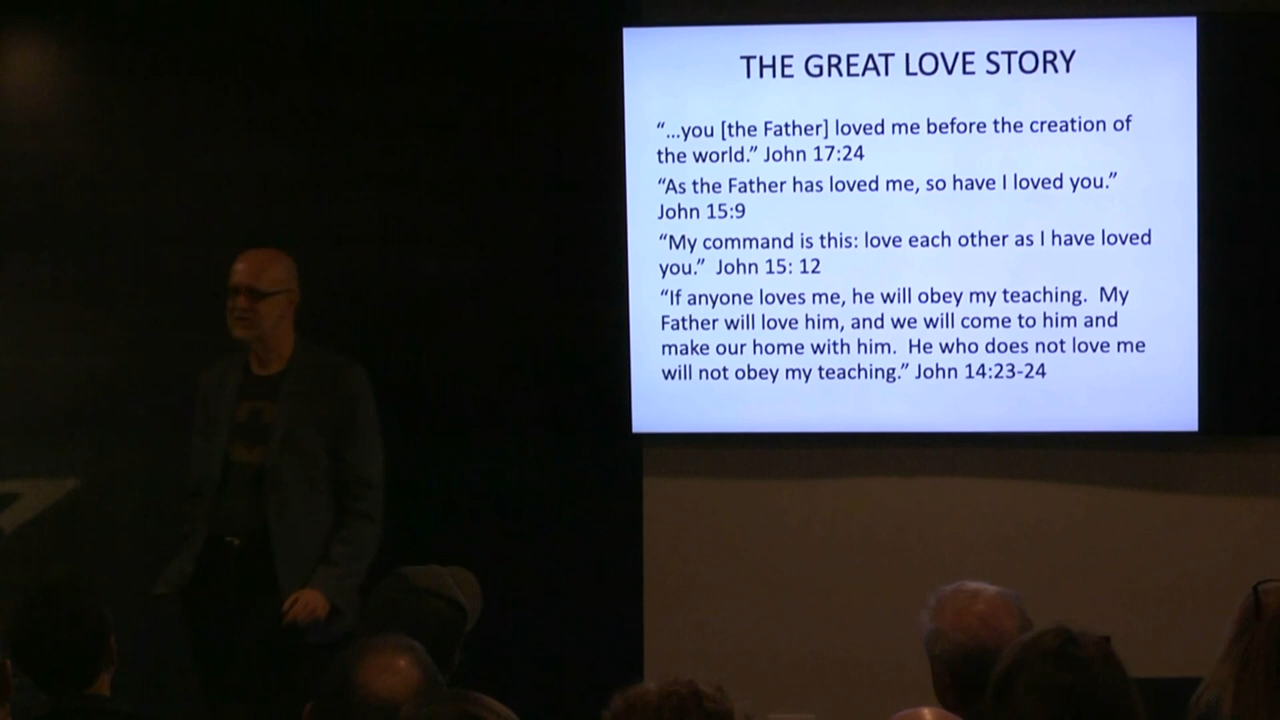 THE GREAT LOVE STORY
“...you [the Father] loved me before the creation of
the world.” John 17:24
“As the Father has loved me, so have I loved you.”
John 15:9
“My command is this: love each other as I have loved
you.”  John 15: 12
“If anyone loves me, he will obey my teaching.  My
Father will love him, and we will come to him and
make our home with him.  He who does not love me
will not obey my teaching.” John 14:23-24